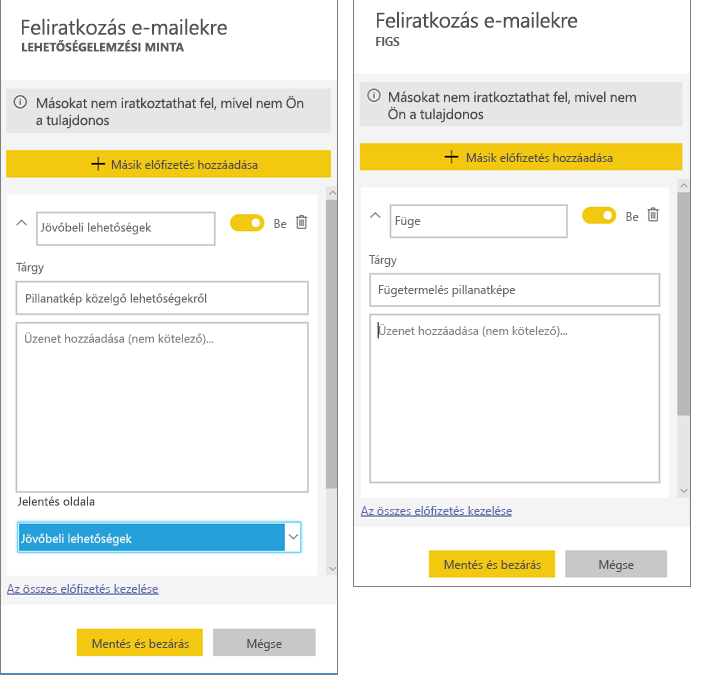 Feliratkozás e-mailekre
LEHETŐSÉGELEMZÉSI MINTA
Másokat nem iratkoztathat fel, mivel nem Ön
a tulajdonos
Másik előfizetés hozzáadása
Jövőbeli lehetőségek
Be
Tárgy
Pillanatkép közelgő lehetőségekről
Üzenet hozzáadása (nem kötelező)...
Jelentés oldala
Jövőbeli lehetőségek
Az összes előfizetés kezelése
Mentés és bezárás
Mégse
Feliratkozás e-mailekre
FIGS
Másokat nem iratkoztathat fel, mivel nem
Ön a tulajdonos
Másik előfizetés hozzáadása
Füge
Be
Tárgy
Fügetermelés pillanatképe
Üzenet hozzáadása (nem kötelező)...
Az összes előfizetés kezelése
Mentés és bezárás
Mégse